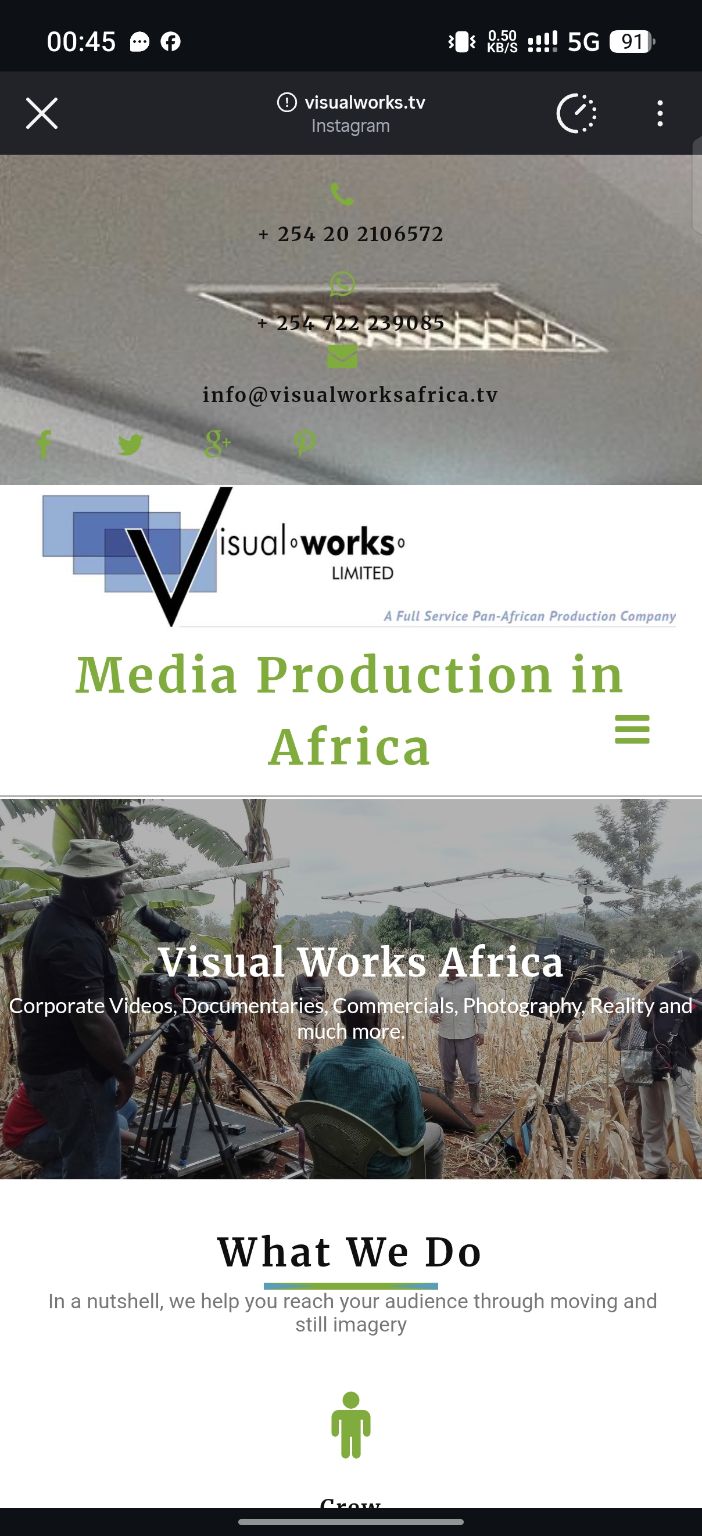 00:45
0.50
KB/S
5G
91
visualworks.tv
Instagram
+ 254 20 2106572
+ 254 722 239085
info@visualworksafrica.tv
Visual works
LIMITED
A Full Service Pan-African Production Company
Media Production in
Africa
Visual Works Africa
Corporate Videos, Documentaries, Commercials, Photography, Reality and
much more.
What We Do
In a nutshell, we help you reach your audience through moving and
still imagery
Crew